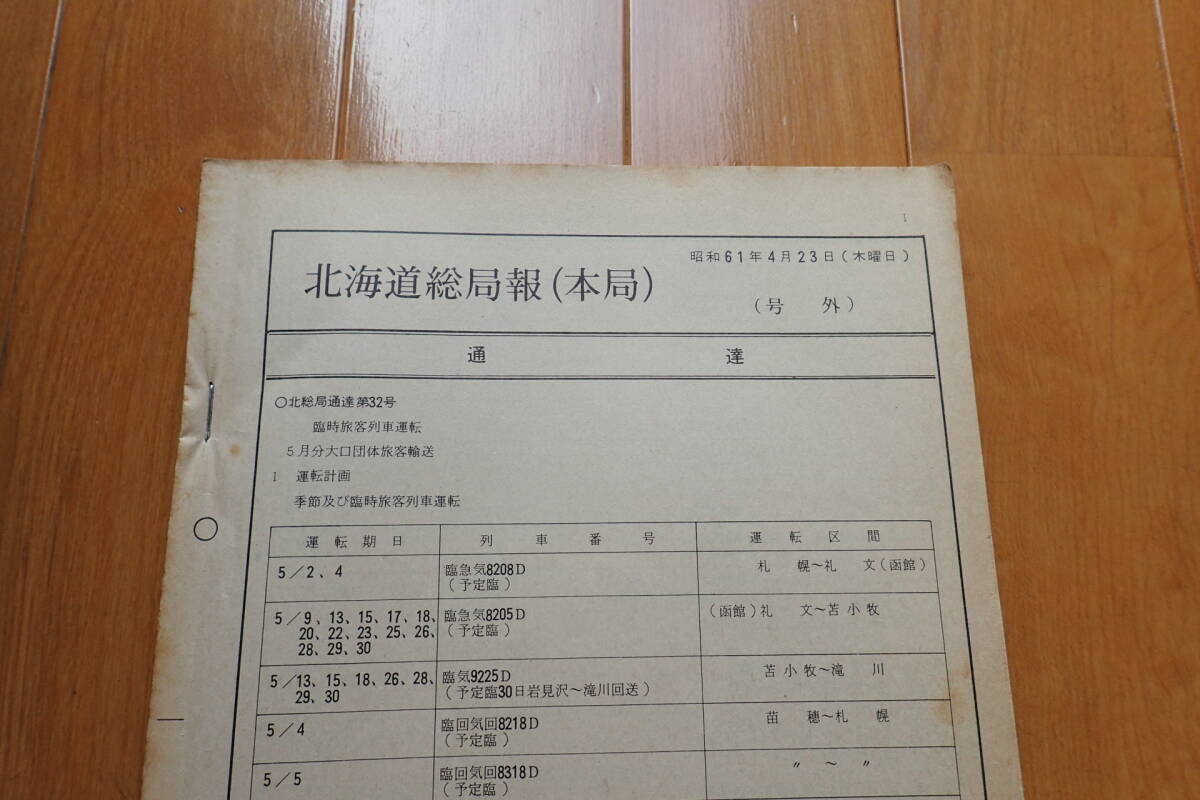 1
昭和61年4月23日(木曜日)
北海道総局報(本局)
(号 外)
通 達
○北総局通達第32号
臨時旅客列車運転
5月分大口団体旅客輸送
1 運転計画
季節及び臨時旅客列車運転
運転期日 列車番号 運転区間
5/2、4 臨急気8208D 札 幌~礼 文(函館)
(予定臨)
5/9、13、15、17、18、 臨急気8205D (函館)礼 文~苫小牧
20、22、23、25、26、 (予定臨)
28、29、30
5/13、15、18、26、28、 臨気9225D 苫小牧~滝 川
29、30 (予定臨30日岩見沢~滝川回送)
5/4 臨回気回8218D 苗 穂~札 幌
(予定臨)
5/5 臨回気回8318D 〃 ~ 〃
(予定臨)